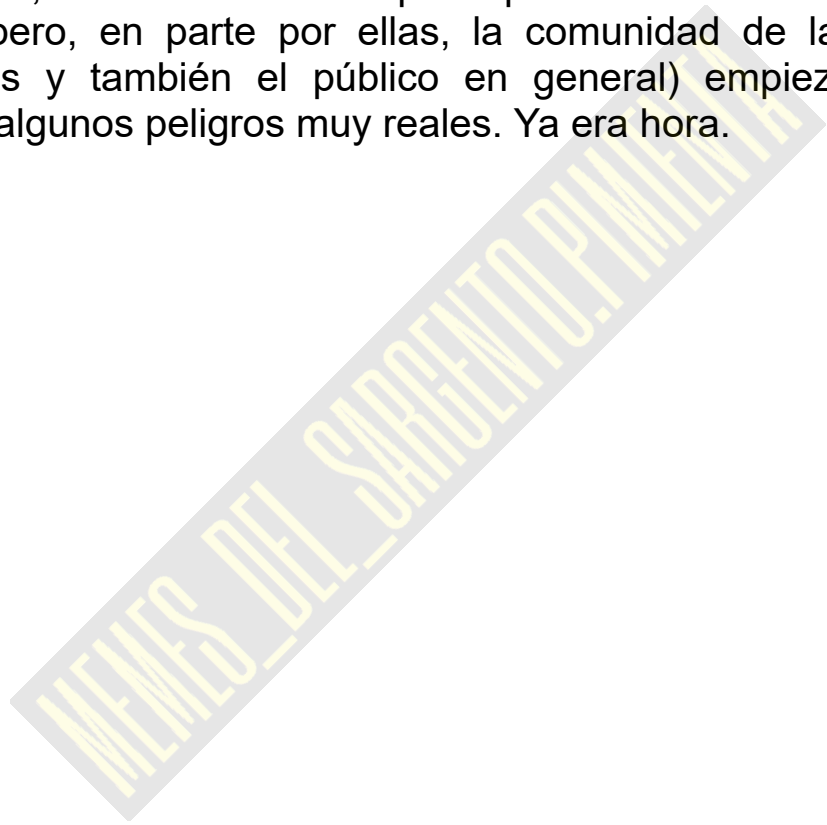 pero, en parte por ellas, la comunidad de la
s y también el público en general) empiez
algunos peligros muy reales. Ya era hora.
MEMES_DEL_SARGENTO.PIMIENTA